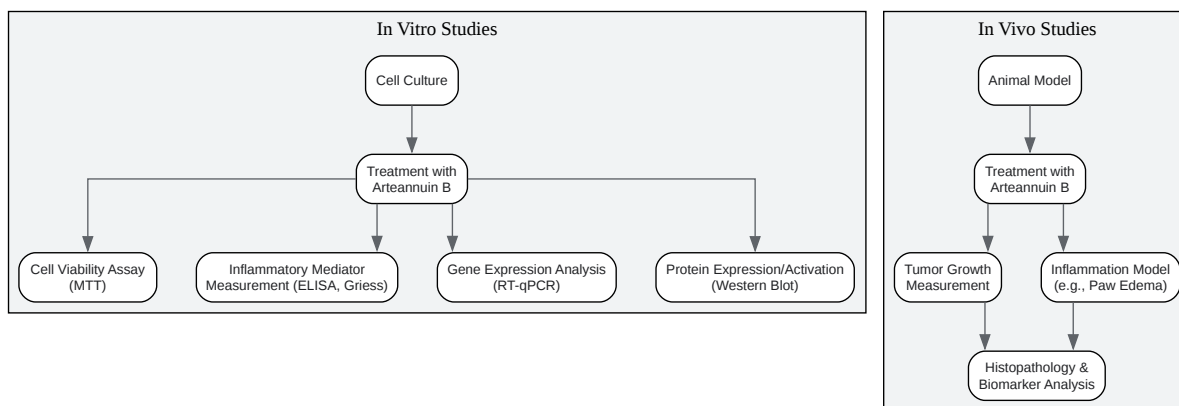 In Vitro Studies
Cell Culture
Treatment with
Arteannuin B
Cell Viability Assay
(MTT)
Inflammatory Mediator
Measurement (ELISA, Griess)
Gene Expression Analysis
(RT-qPCR)
Protein Expression/Activation
(Western Blot)
In Vivo Studies
Animal Model
Treatment with
Arteannuin B
Tumor Growth
Measurement
Inflammation Model
(e.g., Paw Edema)
Histopathology &
Biomarker Analysis